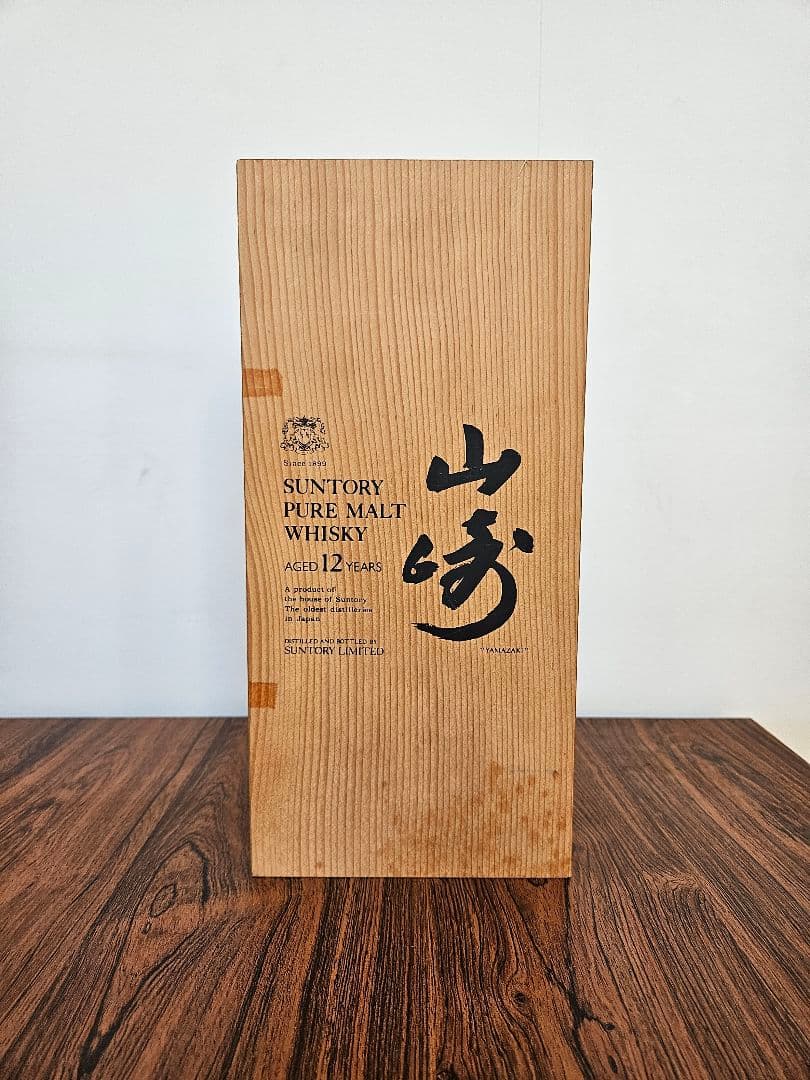 Since 1899
SUNTORY
PURE MALT
WHISKY
AGED 12 YEARS
A product of
the house of Suntory
The oldest distilleries
in Japan
DISTILLED AND BOTTLED BY
SUNTORY LIMITED
山崎
"YAMAZAKI"